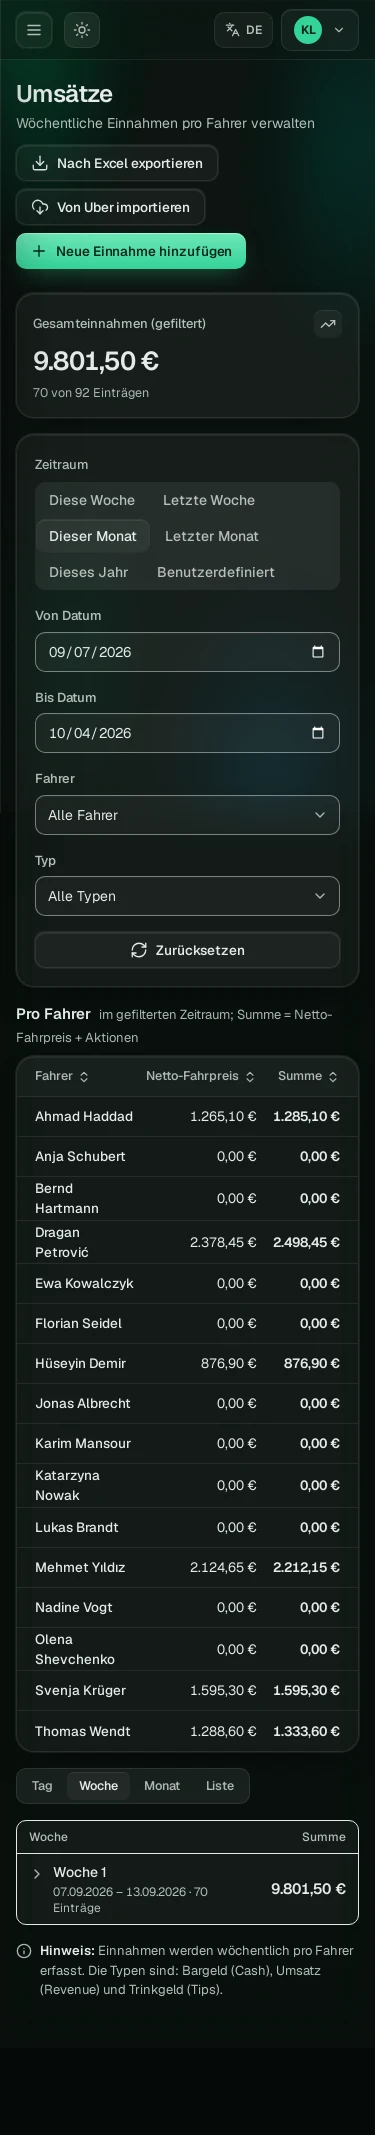 DE
KL
Umsätze
Wöchentliche Einnahmen pro Fahrer verwalten
Nach Excel exportieren
Von Uber importieren
Neue Einnahme hinzufügen
Gesamteinnahmen (gefiltert)
9.801,50 €
70 von 92 Einträgen
Zeitraum
Diese Woche Letzte Woche
Dieser Monat Letzter Monat
Dieses Jahr Benutzerdefiniert
Von Datum
09/07/2026
Bis Datum
10/04/2026
Fahrer
Alle Fahrer
Typ
Alle Typen
Zurücksetzen
Pro Fahrer im gefilterten Zeitraum; Summe = Netto-
Fahrpreis + Aktionen
Fahrer Netto-Fahrpreis Summe
Ahmad Haddad 1.265,10 € 1.285,10 €
Anja Schubert 0,00 € 0,00 €
Bernd
Hartmann 0,00 € 0,00 €
Dragan
Petrović 2.378,45 € 2.498,45 €
Ewa Kowalczyk 0,00 € 0,00 €
Florian Seidel 0,00 € 0,00 €
Hüseyin Demir 876,90 € 876,90 €
Jonas Albrecht 0,00 € 0,00 €
Karim Mansour 0,00 € 0,00 €
Katarzyna
Nowak 0,00 € 0,00 €
Lukas Brandt 0,00 € 0,00 €
Mehmet Yıldız 2.124,65 € 2.212,15 €
Nadine Vogt 0,00 € 0,00 €
Olena
Shevchenko 0,00 € 0,00 €
Svenja Krüger 1.595,30 € 1.595,30 €
Thomas Wendt 1.288,60 € 1.333,60 €
Tag Woche Monat Liste
Woche Summe
Woche 1
07.09.2026 – 13.09.2026 · 70
Einträge
9.801,50 €
Hinweis: Einnahmen werden wöchentlich pro Fahrer
erfasst. Die Typen sind: Bargeld (Cash), Umsatz
(Revenue) und Trinkgeld (Tips).